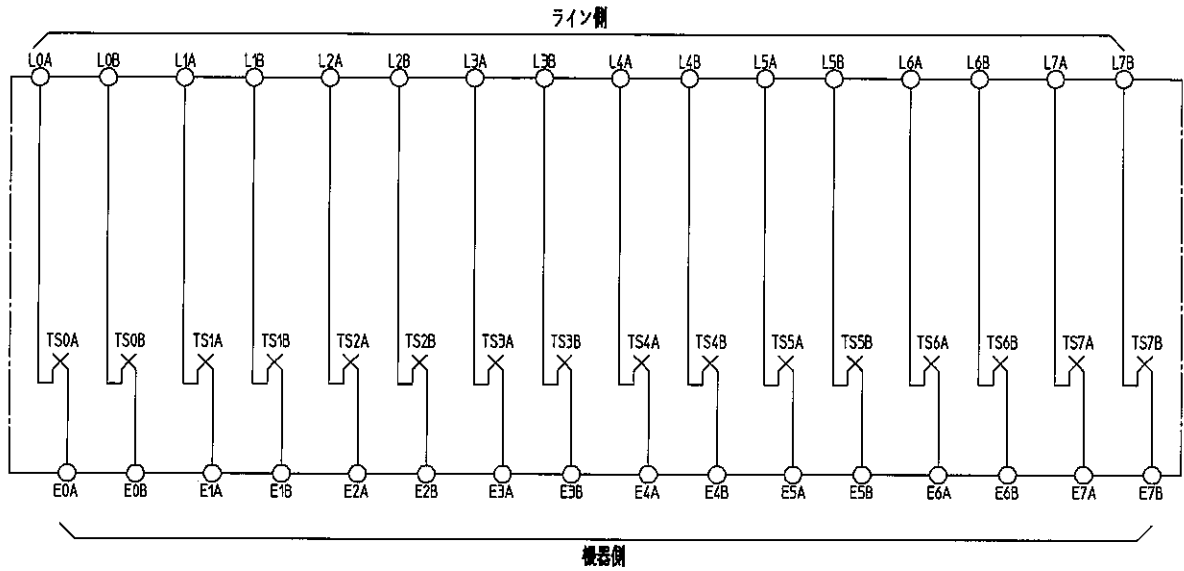 ライン側
L0A L0B L1A L1B L2A L2B L3A L3B L4A L4B L5A L5B L6A L6B L7A L7B
TS0A TS0B TS1A TS1B TS2A TS2B TS3A TS3B TS4A TS4B TS5A TS5B TS6A TS6B TS7A TS7B
E0A E0B E1A E1B E2A E2B E3A E3B E4A E4B E5A E5B E6A E6B E7A E7B
機器側